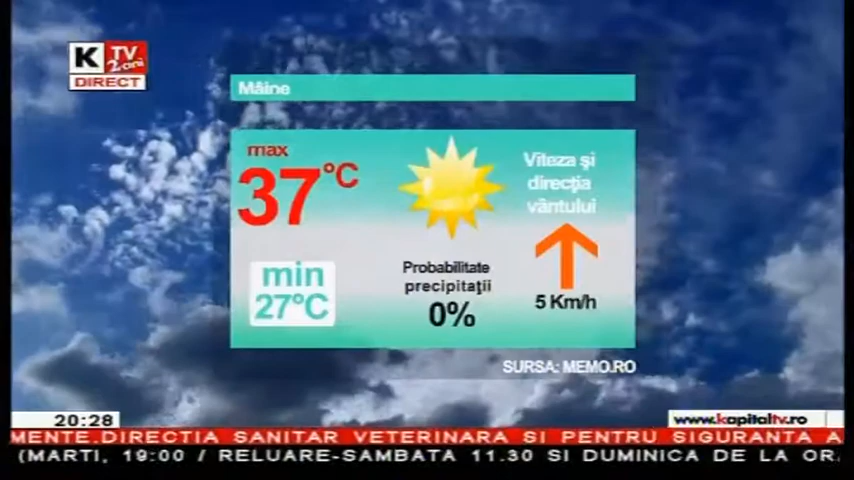 K TV
2.ani
DIRECT
Mâine
max
37°C
min
27°C
Probabilitate
precipitaţii
0%
Viteza şi
direcţia
vântului
5 Km/h
SURSA: MEMO.RO
20:28
www.kapitaltv.ro
MENTE.DIRECTIA SANITAR VETERINARA SI PENTRU SIGURANTA A
(MARTI, 19:00 / RELUARE-SAMBATA 11.30 SI DUMINICA DE LA OR